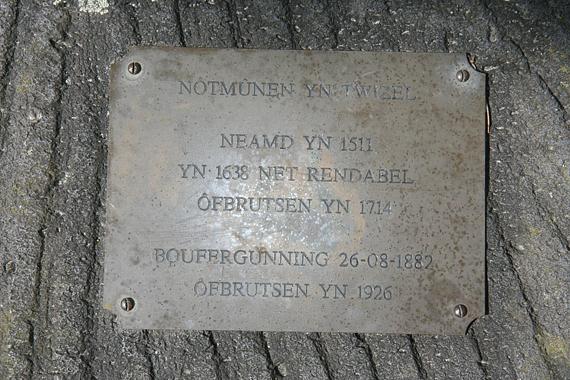 NOTMÛNEN YN TWIZEL
NEAMD YN 1511
YN 1638 NET RENDABEL
ÔFBRUTSEN YN 1714
BOUFERGUNNING 26-08-1882
ÔFBRUTSEN YN 1926